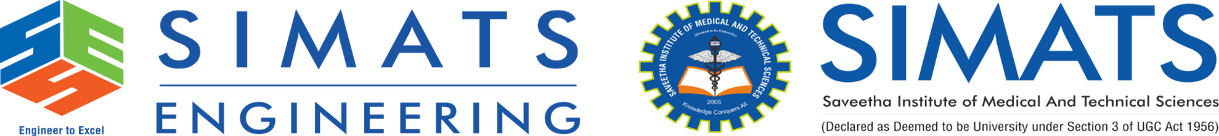 SES
Engineer to Excel
SIMATS
ENGINEERING
SAVEETHA INSTITUTE OF MEDICAL AND TECHNICAL SCIENCES
2005
Knowledge Conquers All
SIMATS
Saveetha Institute of Medical And Technical Sciences
(Declared as Deemed to be University under Section 3 of UGC Act 1956)